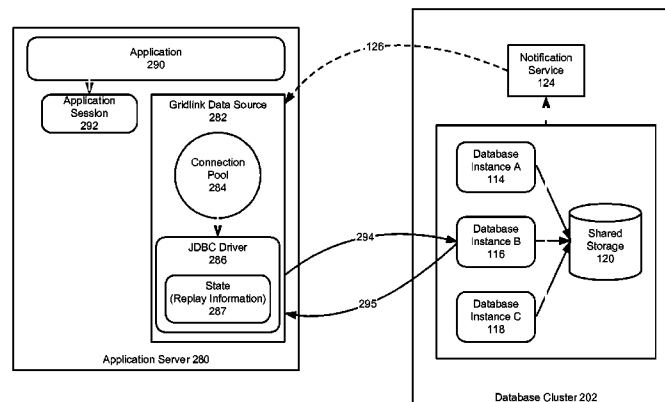 Application
290
Application
Session
292
Gridlink Data Source
282
Connection
Pool
284
JDBC Driver
286
State
(Replay Information)
287
Application Server 280
126
294
295
Notification
Service
124
Database
Instance A
114
Database
Instance B
116
Database
Instance C
118
Shared
Storage
120
Database Cluster 202